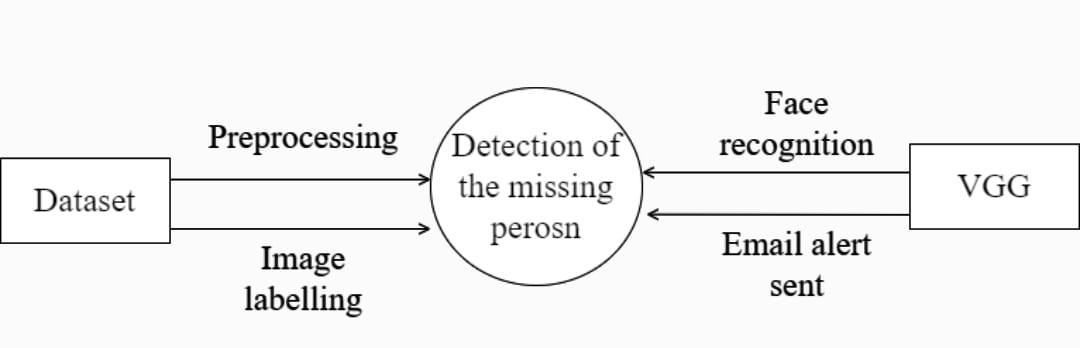 Dataset
Preprocessing
Image
labelling
Detection of
the missing
perosn
Face
recognition
Email alert
sent
VGG